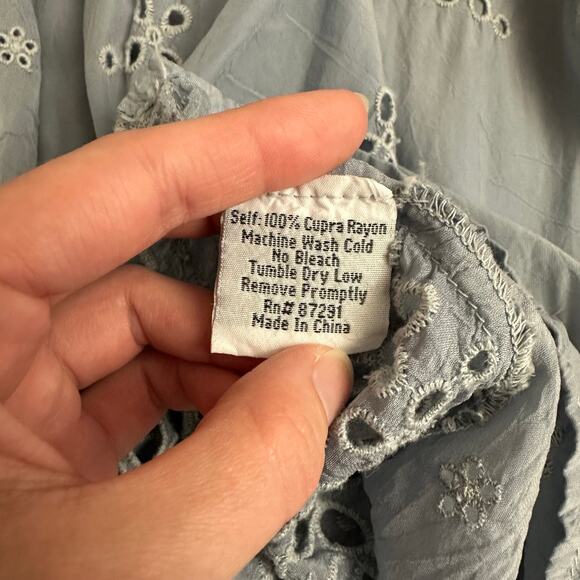 Self: 100% Cupra Rayon
Machine Wash Cold
No Bleach
Tumble Dry Low
Remove Promptly
Rn# 87291
Made In China